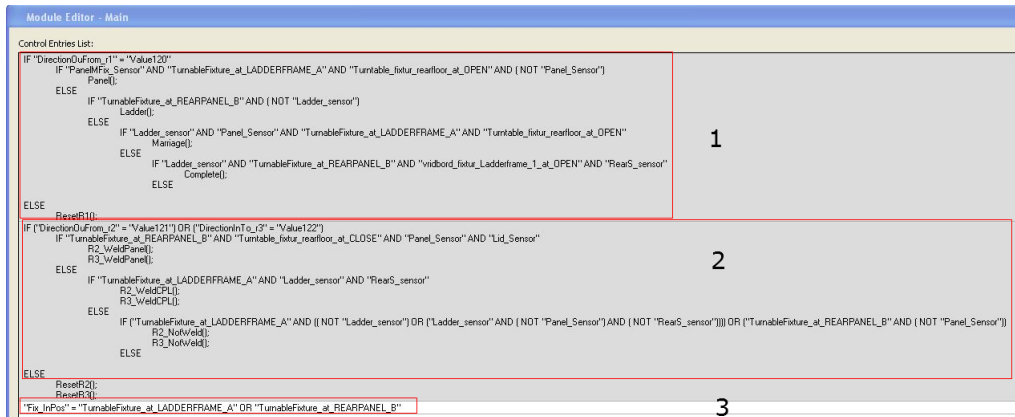 Module Editor - Main
Control Entries List:
IF "DirectionOuFrom_r1" = "Value120"
IF "PanelMFix_Sensor" AND "TurnableFixture_at_LADDERFRAME_A" AND "Turntable_fixtur_rearfloor_at_OPEN" AND ( NOT "Panel_Sensor")
Panel();
ELSE
IF "TurnableFixture_at_REARPANEL_B" AND ( NOT "Ladder_sensor")
Ladder();
ELSE
IF "Ladder_sensor" AND "Panel_Sensor" AND "TurnableFixture_at_LADDERFRAME_A" AND "Turntable_fixtur_rearfloor_at_OPEN"
Marriage();
ELSE
IF "Ladder_sensor" AND "TurnableFixture_at_REARPANEL_B" AND "vridbord_fixtur_Ladderframe_1_at_OPEN" AND "RearS_sensor"
Complete();
ELSE
ELSE
ResetR1();
1
IF ("DirectionOuFrom_r2" = "Value121") OR ("DirectionInTo_r3" = "Value122")
IF "TurnableFixture_at_REARPANEL_B" AND "Turntable_fixtur_rearfloor_at_CLOSE" AND "Panel_Sensor" AND "Lid_Sensor"
R2_WeldPanel();
R3_WeldPanel();
ELSE
IF "TurnableFixture_at_LADDERFRAME_A" AND "Ladder_sensor" AND "RearS_sensor"
R2_WeldCPL();
R3_WeldCPL();
ELSE
IF ("TurnableFixture_at_LADDERFRAME_A" AND (( NOT "Ladder_sensor") OR ("Ladder_sensor" AND ( NOT "Panel_Sensor") AND ( NOT "RearS_sensor")))) OR ("TurnableFixture_at_REARPANEL_B" AND ( NOT "Panel_Sensor"))
R2_NofWeld();
R3_NofWeld();
ELSE
ELSE
ResetR2();
ResetR3();
2
"Fix_InPos" = "TurnableFixture_at_LADDERFRAME_A" OR "TurnableFixture_at_REARPANEL_B"
3